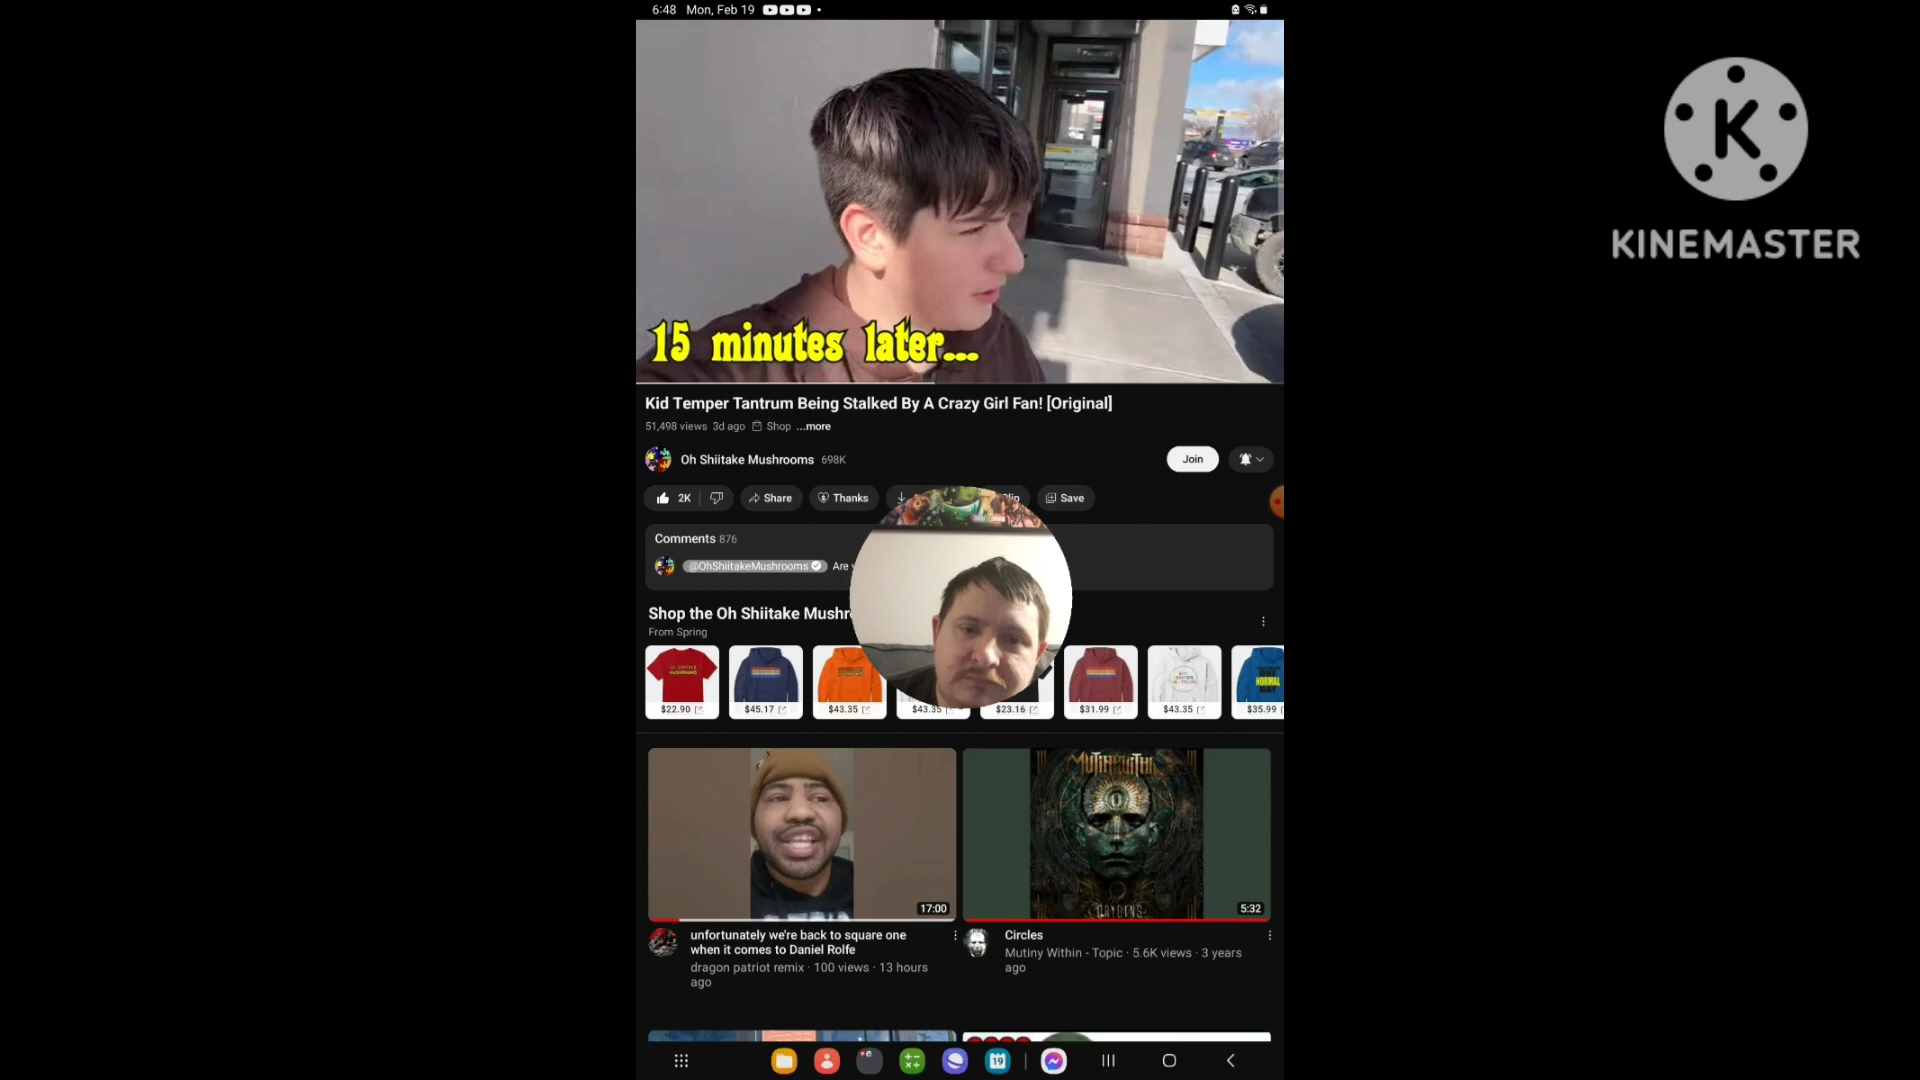 6:48 Mon, Feb 19
K
KINEMASTER
15 minutes later...
Kid Temper Tantrum Being Stalked By A Crazy Girl Fan! [Original]
51,498 views 3d ago Shop ...more
Oh Shiitake Mushrooms 698K
Join
2K Share Thanks Save
Comments 876
@OhShiitakeMushrooms Are
Shop the Oh Shiitake
From Spring
$22.90 $45.17 $43.35 $43.35 $23.16 $31.99 $43.35 $35.99
NORMAL
17:00
MUTINY WITHIN
ORIGINS
5:32
unfortunately we're back to square one
when it comes to Daniel Rolfe
dragon patriot remix · 100 views · 13 hours
ago
Circles
Mutiny Within - Topic · 5.6K views · 3 years
ago
19